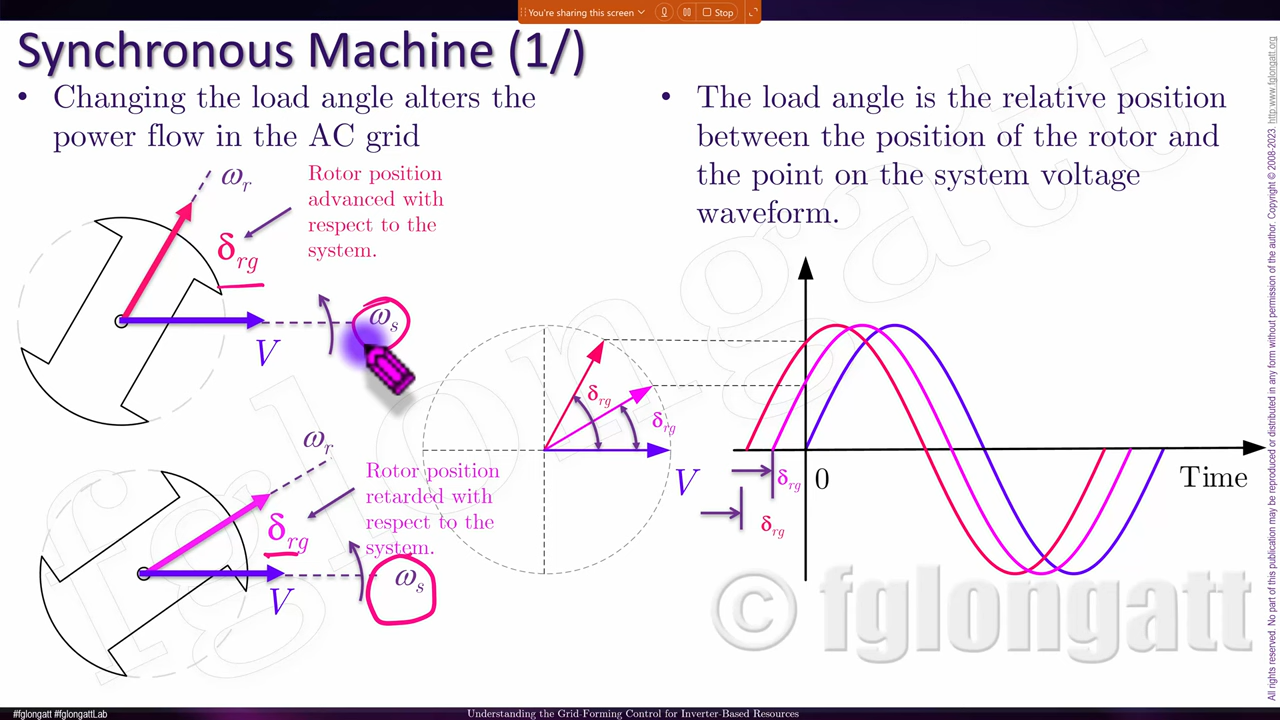 You're sharing this screen
Stop
Synchronous Machine (1/)
• Changing the load angle alters the
power flow in the AC grid
ωr
Rotor position
advanced with
respect to the
system.
δrg
ωs
V
ωr
Rotor position
retarded with
respect to the
system.
δrg
ωs
V
• The load angle is the relative position
between the position of the rotor and
the point on the system voltage
waveform.
δrg
δrg
V
δrg
δrg
0
Time
© fglongatt
fglongatt
fglongatt
All rights reserved. No part of this publication may be reproduced or distributed in any form without permission of the author. Copyright © 2008-2023. http:www.fglongatt.org
#fglongatt #fglongattLab
Understanding the Grid-Forming Control for Inverter-Based Resources